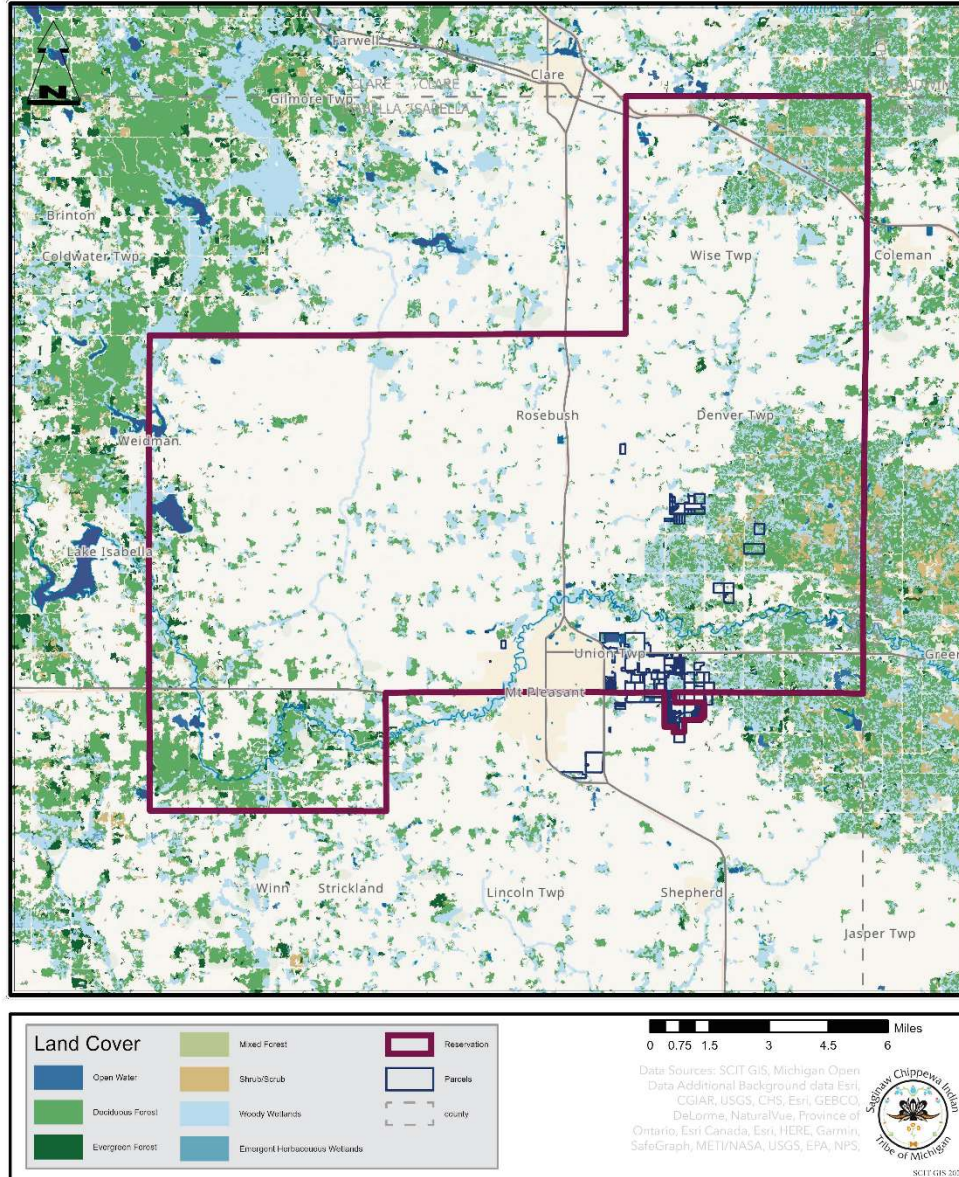 Farwell
Clare
CLARE CLARE
Gilmore Twp
ISABELLA
N
Brinton
Coldwater Twp
Wise Twp
Coleman
Rosebush
Denver Twp
Weidman
Lake Isabella
Union Twp
Green
Mt Pleasant
Winn
Strickland
Lincoln Twp
Shepherd
Jasper Twp
Land Cover
Open Water
Deciduous Forest
Evergreen Forest
Mixed Forest
Shrub/Scrub
Woody Wetlands
Emergent Herbaceuous Wetlands
Reservation
Parcels
county
Miles
0 0.75 1.5 3 4.5 6
Data Sources: SCIT GIS, Michigan Open
Data Additional Background data Esri,
CGIAR, USGS, CHS, Esri, GEBCO,
DeLorme, NaturalVue, Province of
Ontario, Esri Canada, Esri, HERE, Garmin,
SafeGraph, METI/NASA, USGS, EPA, NPS,
Saginaw Chippewa Indian
Tribe of Michigan
SCIT GIS